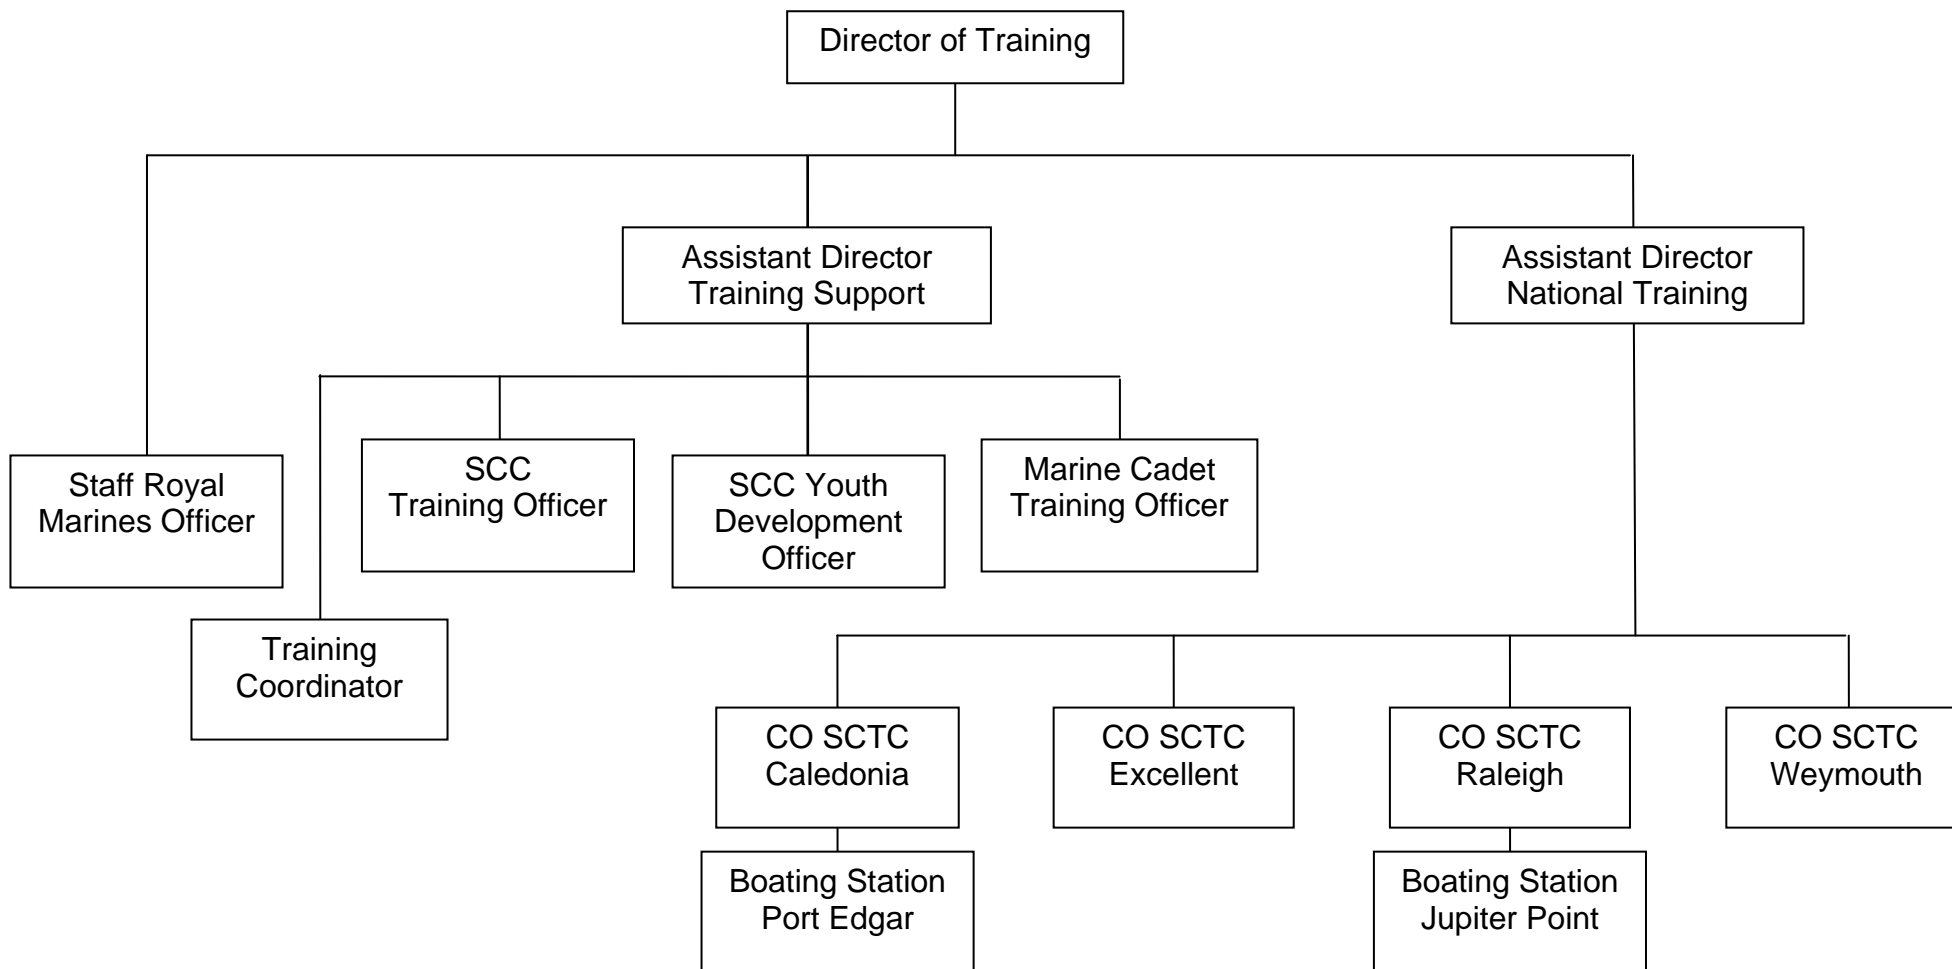 Director of Training
Assistant Director
Training Support
Assistant Director
National Training
Staff Royal
Marines Officer
SCC
Training Officer
SCC Youth
Development
Officer
Marine Cadet
Training Officer
Training
Coordinator
CO SCTC
Caledonia
CO SCTC
Excellent
CO SCTC
Raleigh
CO SCTC
Weymouth
Boating Station
Port Edgar
Boating Station
Jupiter Point